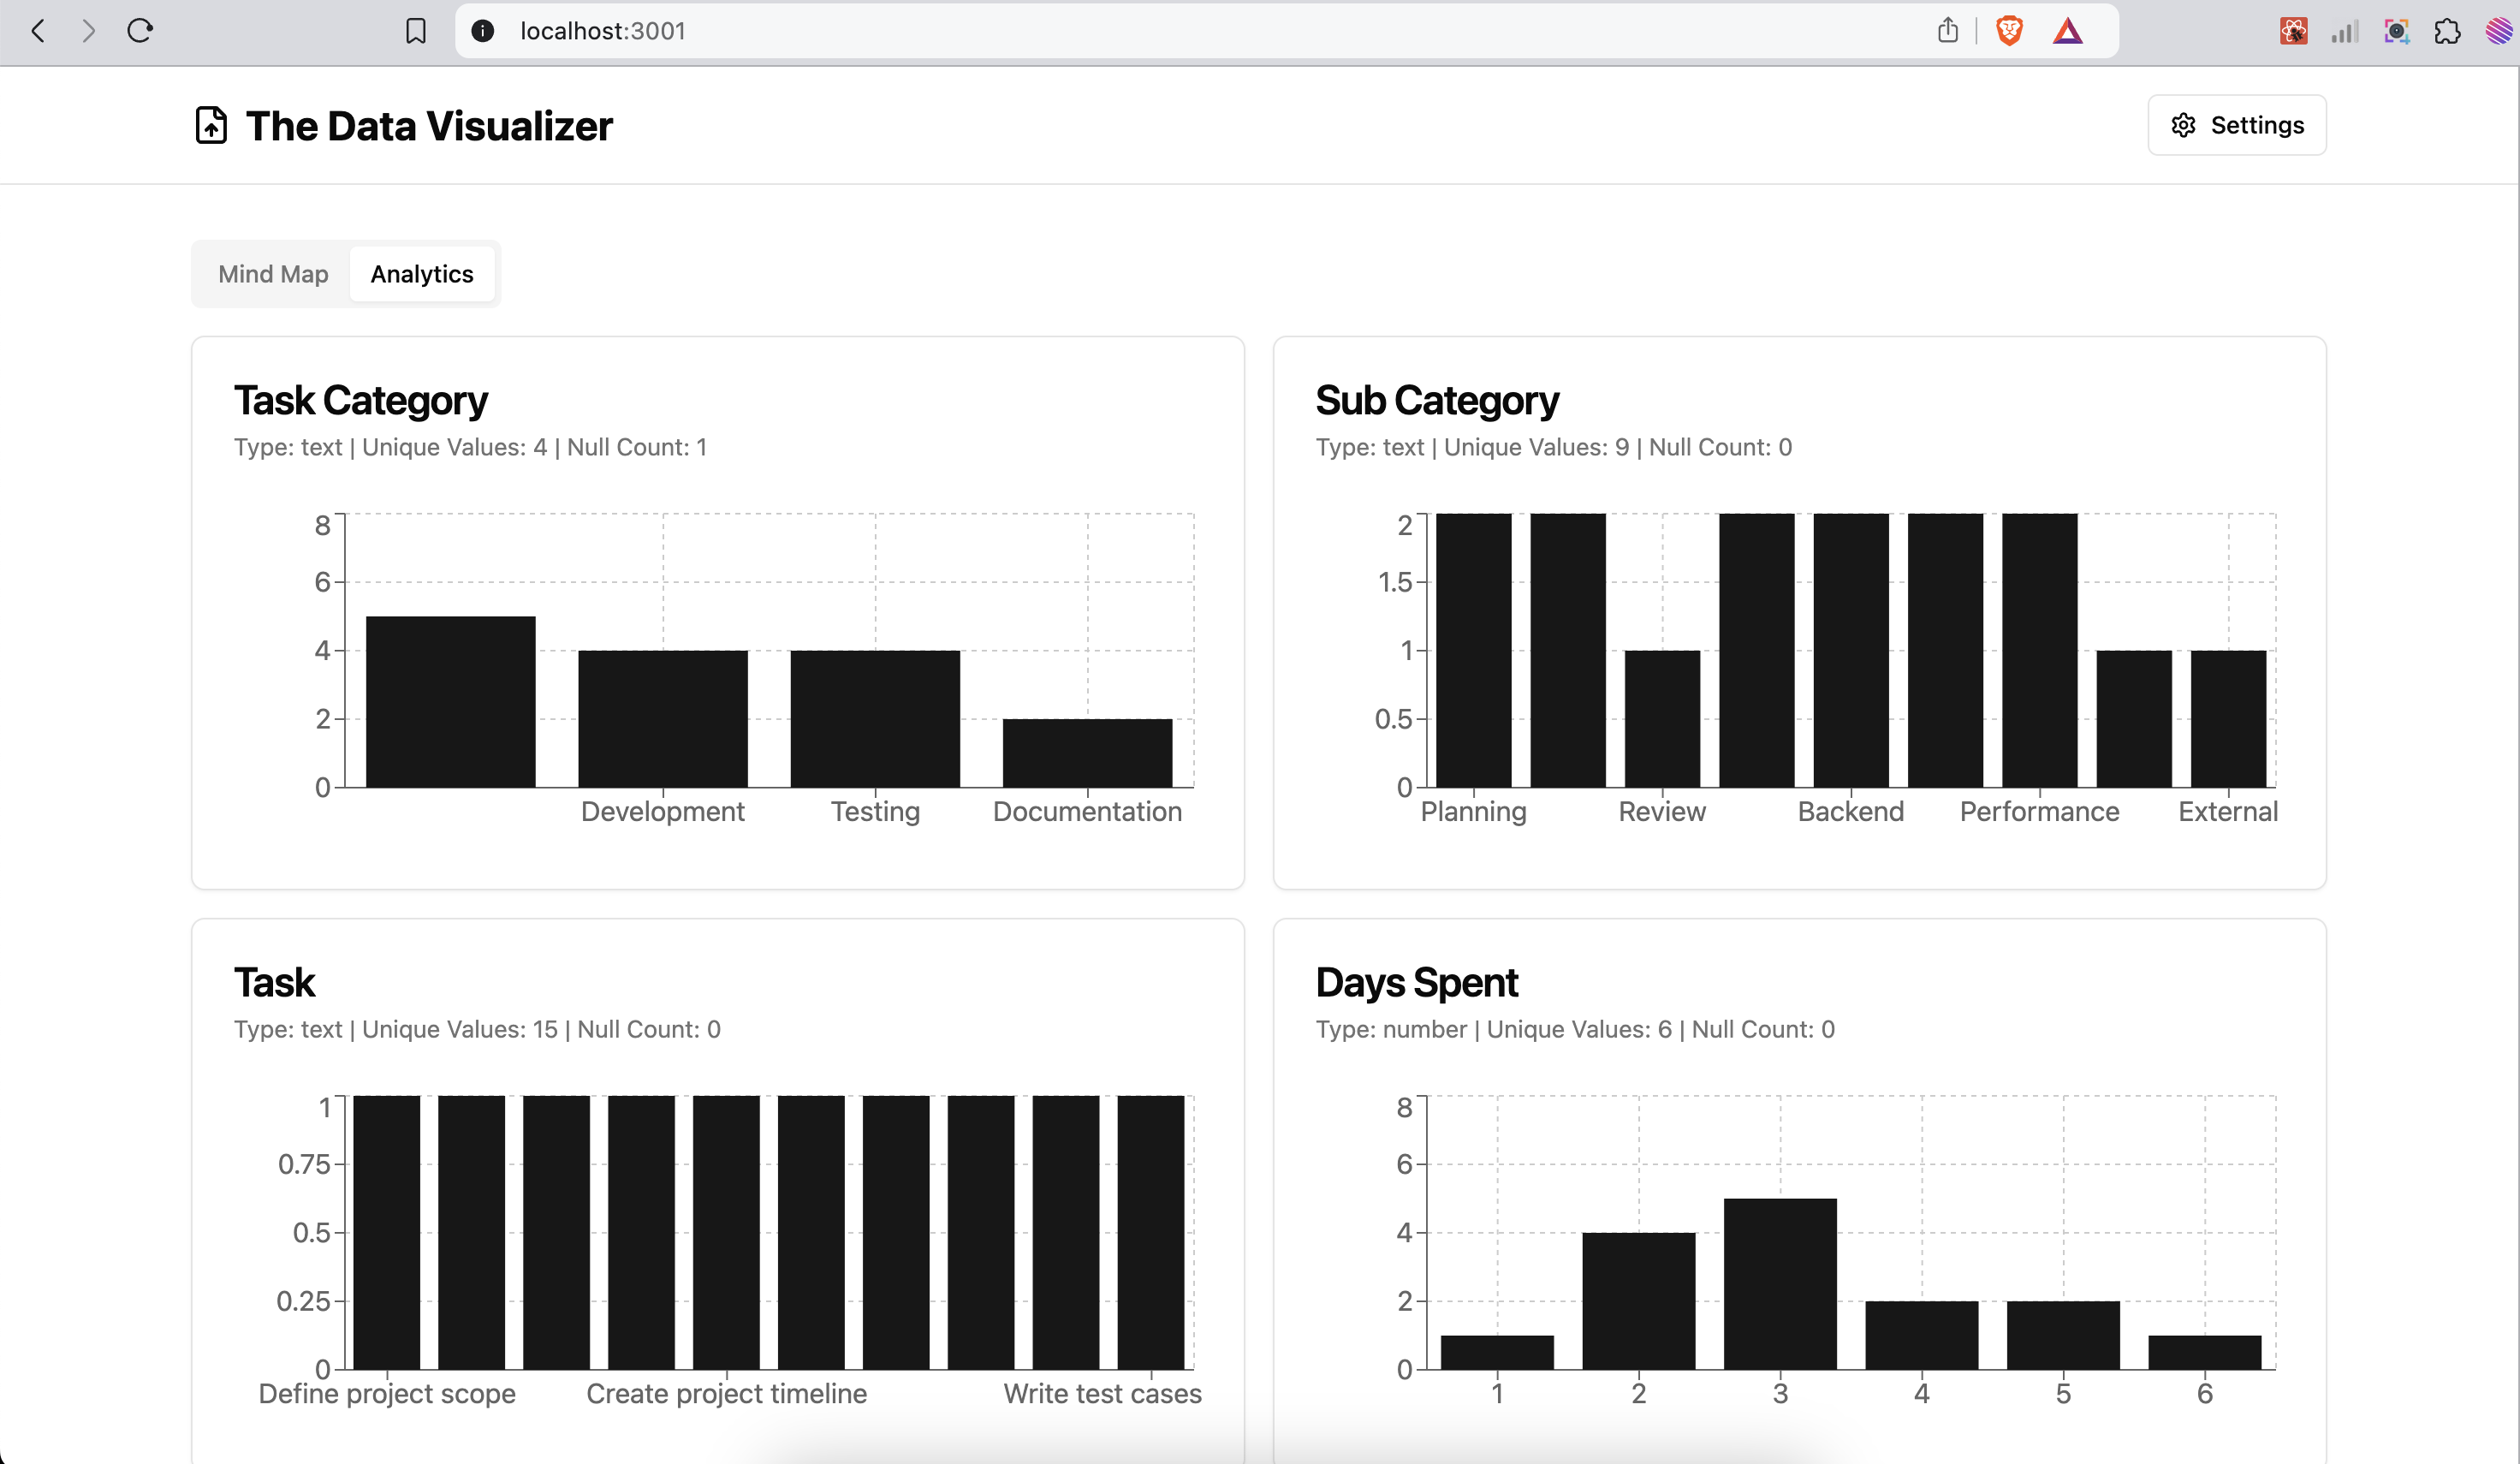 localhost:3001
The Data Visualizer
Settings
Mind Map
Analytics
Task Category
Type: text | Unique Values: 4 | Null Count: 1
8
6
4
2
0
Development
Testing
Documentation
Sub Category
Type: text | Unique Values: 9 | Null Count: 0
2
1.5
1
0.5
0
Planning
Review
Backend
Performance
External
Task
Type: text | Unique Values: 15 | Null Count: 0
1
0.75
0.5
0.25
0
Define project scope
Create project timeline
Write test cases
Days Spent
Type: number | Unique Values: 6 | Null Count: 0
8
6
4
2
0
1
2
3
4
5
6